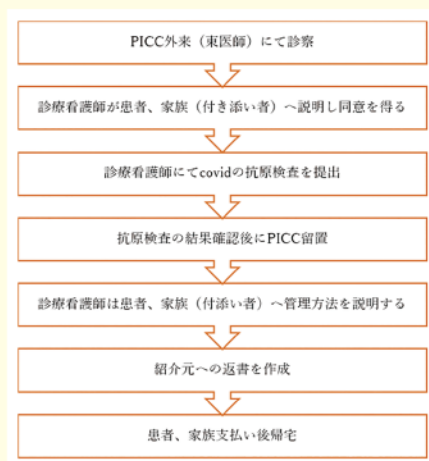 PICC外来（東医師）にて診察
診療看護師が患者、家族（付き添い者）へ説明し同意を得る
診療看護師にてcovidの抗原検査を提出
抗原検査の結果確認後にPICC留置
診療看護師は患者、家族（付添い者）へ管理方法を説明する
紹介元への返書を作成
患者、家族支払い後帰宅